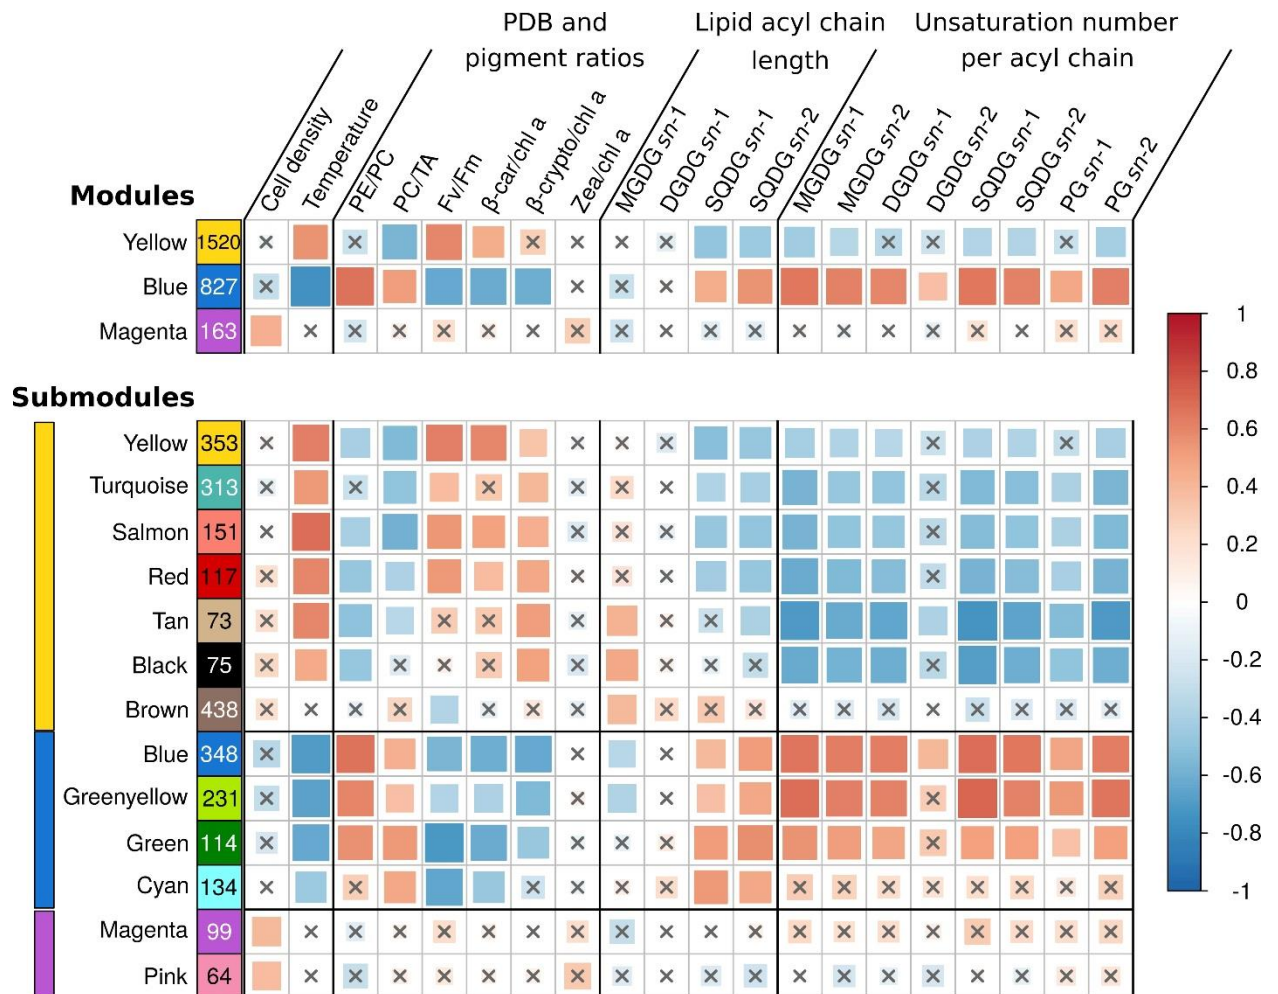 PDB and
pigment ratios
Lipid acyl chain
length
Unsaturation number
per acyl chain
Cell density
Temperature
PE/PC
PC/TA
Fv/Fm
β-car/chl a
β-crypto/chl a
Zea/chl a
MGDG sn-1
DGDG sn-1
SQDG sn-1
SQDG sn-2
MGDG sn-1
MGDG sn-2
DGDG sn-1
DGDG sn-2
SQDG sn-1
SQDG sn-2
PG sn-1
PG sn-2
Modules
Yellow 1520
Blue 827
Magenta 163
Submodules
Yellow 353
Turquoise 313
Salmon 151
Red 117
Tan 73
Black 75
Brown 438
Blue 348
Greenyellow 231
Green 114
Cyan 134
Magenta 99
Pink 64
1
0.8
0.6
0.4
0.2
0
-0.2
-0.4
-0.6
-0.8
-1